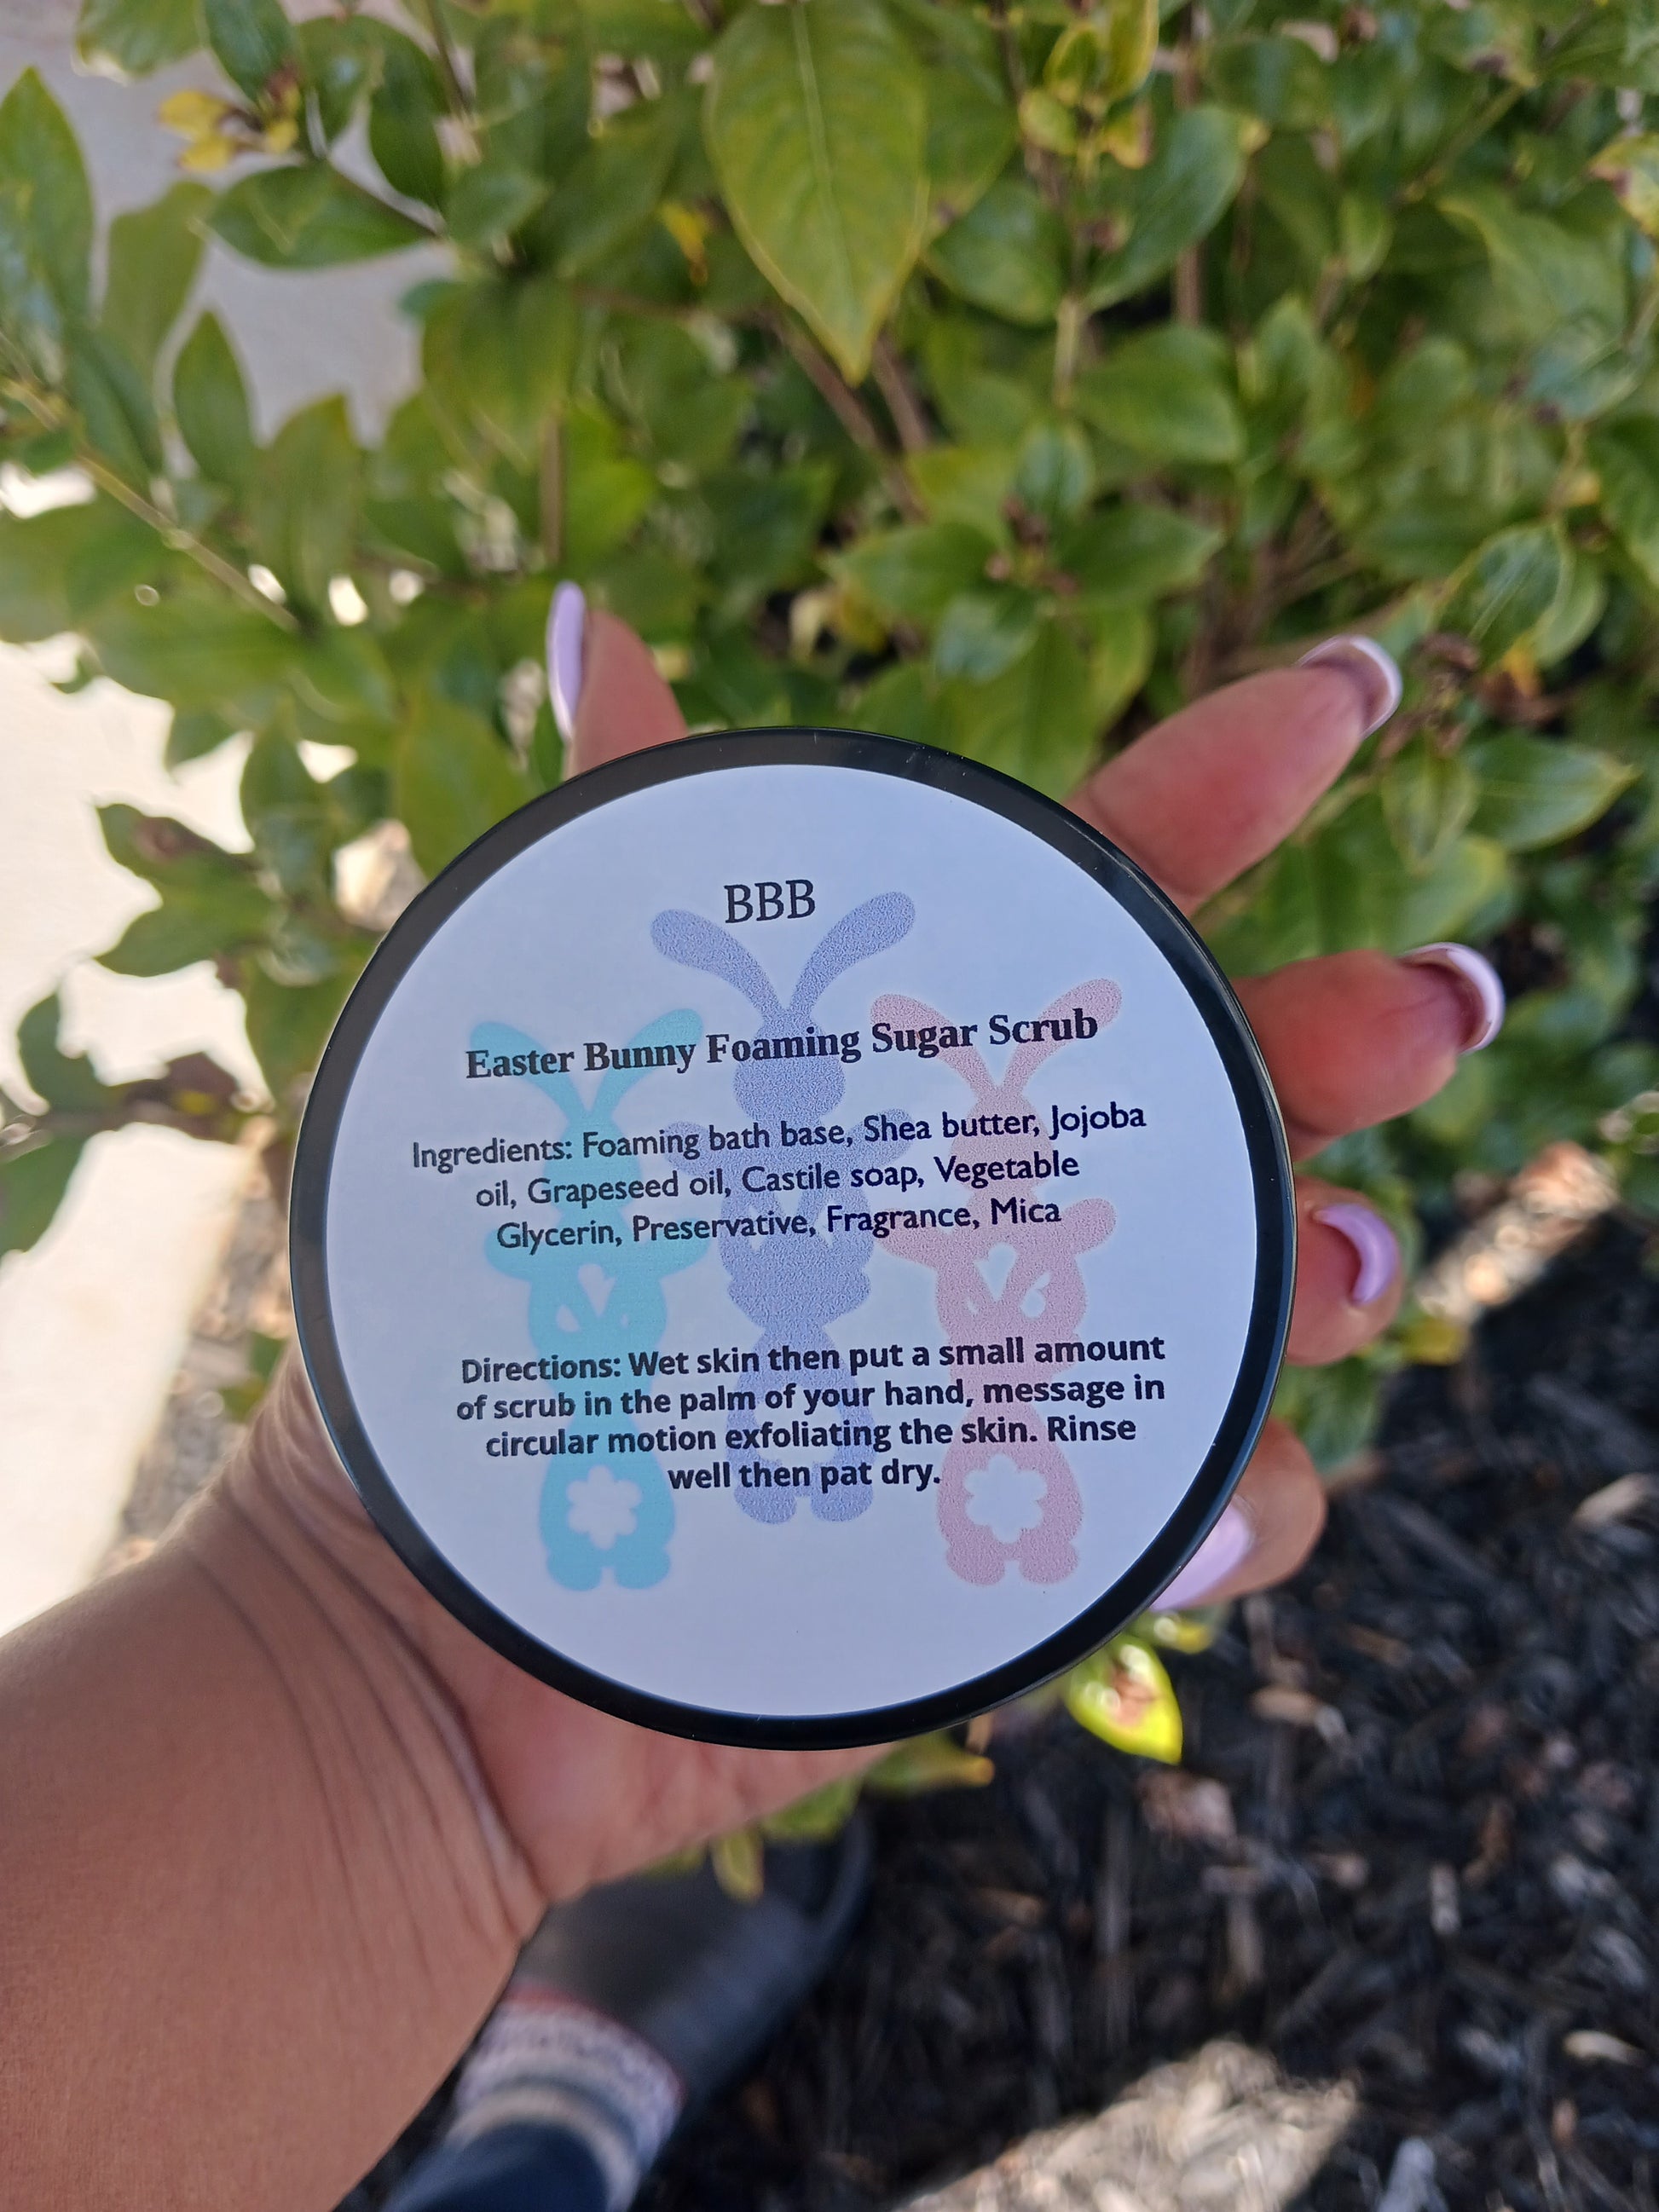 BBB
Easter Bunny Foaming Sugar Scrub
Ingredients: Foaming bath base, Shea butter, Jojoba
oil, Grapeseed oil, Castile soap, Vegetable
Glycerin, Preservative, Fragrance, Mica
Directions: Wet skin then put a small amount
of scrub in the palm of your hand, message in
circular motion exfoliating the skin. Rinse
well then pat dry.